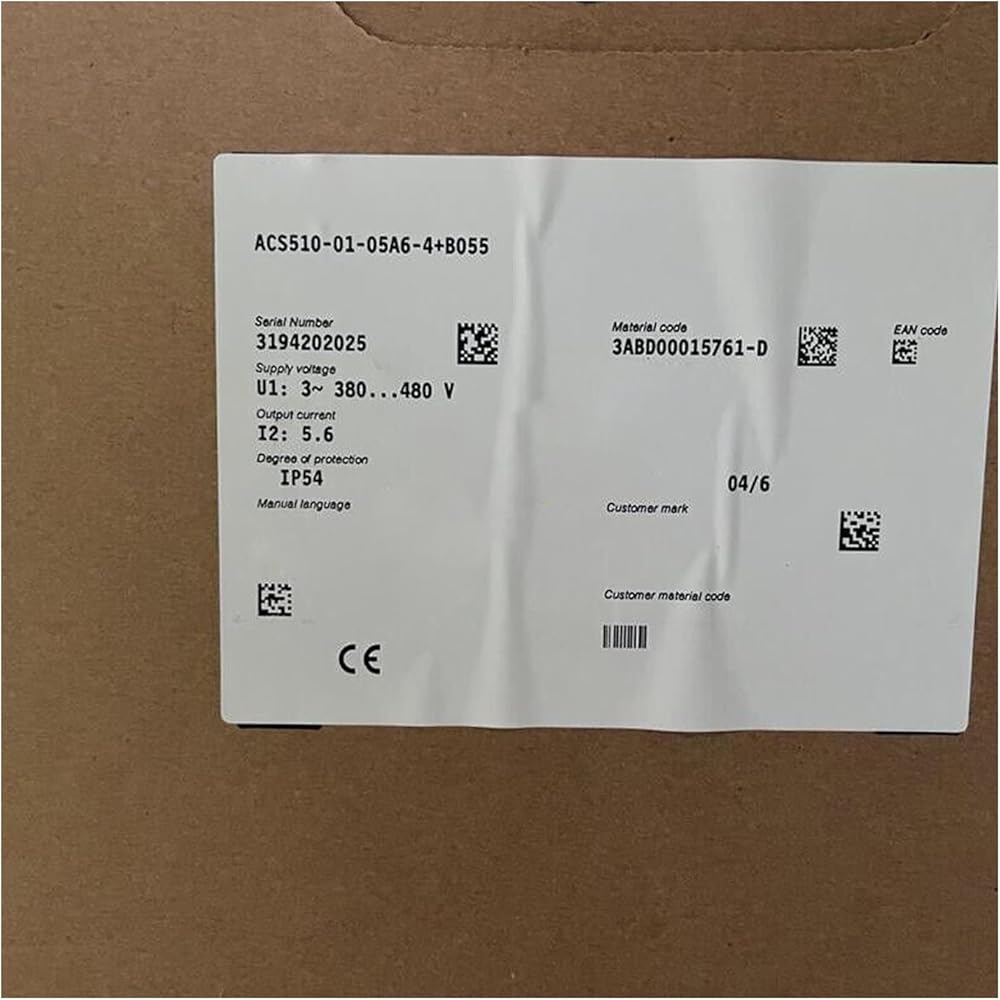 ACS510-01-05A6-4+B055
Serial Number
3194202025
Supply voltage
U1: 3~ 380...480 V
Output current
I2: 5.6
Degree of protection
IP54
Manual language
Material code
3ABD00015761-D
EAN code
04/6
Customer mark
Customer material code
CE